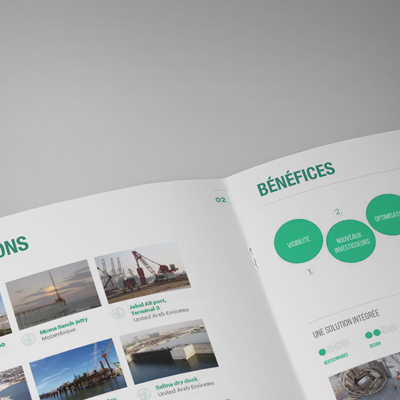 ONS
02
Moma Sands jetty
Mozambique
Jebel Ali port,
Terminal 3
United Arab Emirates
Safina dry dock
United Arab Emirates
BÉNÉFICES
VISIBILITÉ
1.
2.
NOUVEAUX
INVESTISSEURS
OPTIMISAT
UNE SOLUTION INTÉGRÉE